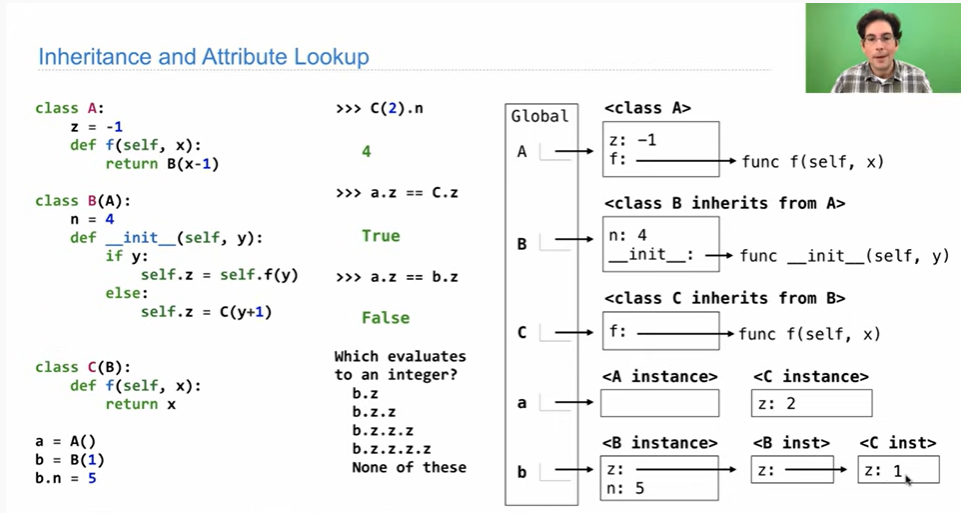 Inheritance and Attribute Lookup
class A:
    z = -1
    def f(self, x):
        return B(x-1)
class B(A):
    n = 4
    def __init__(self, y):
        if y:
            self.z = self.f(y)
        else:
            self.z = C(y+1)
class C(B):
    def f(self, x):
        return x
a = A()
b = B(1)
b.n = 5
>>> C(2).n
4
>>> a.z == C.z
True
>>> a.z == b.z
False
Which evaluates
to an integer?
b.z
b.z.z
b.z.z.z
b.z.z.z.z
None of these
Global
A
B
C
a
b
<class A>
z: −1
f:
func f(self, x)
<class B inherits from A>
n: 4
__init__:
func __init__(self, y)
<class C inherits from B>
f:
func f(self, x)
<A instance>
<C instance>
z: 2
<B instance>
<B inst>
<C inst>
z:
n: 5
z:
z: 1